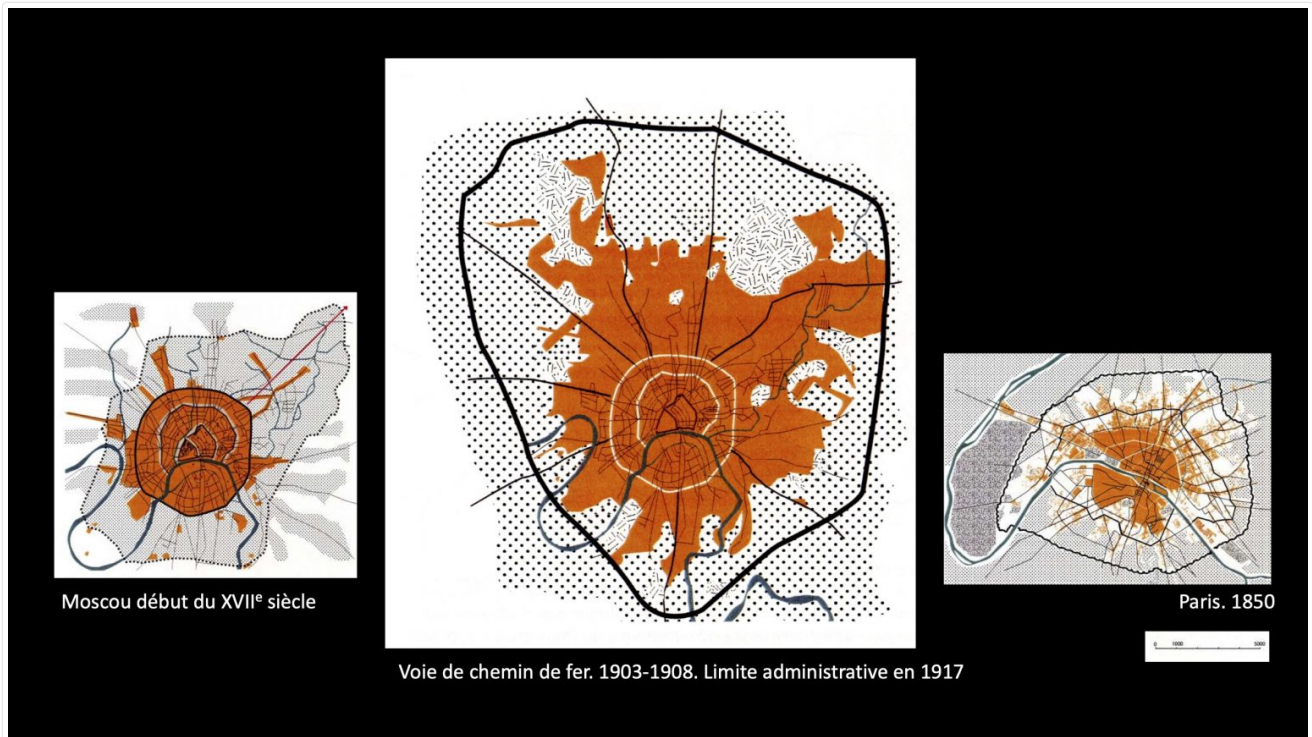 Moscou début du XVIIᵉ siècle
Voie de chemin de fer. 1903-1908. Limite administrative en 1917
Paris. 1850
0 1000 5000